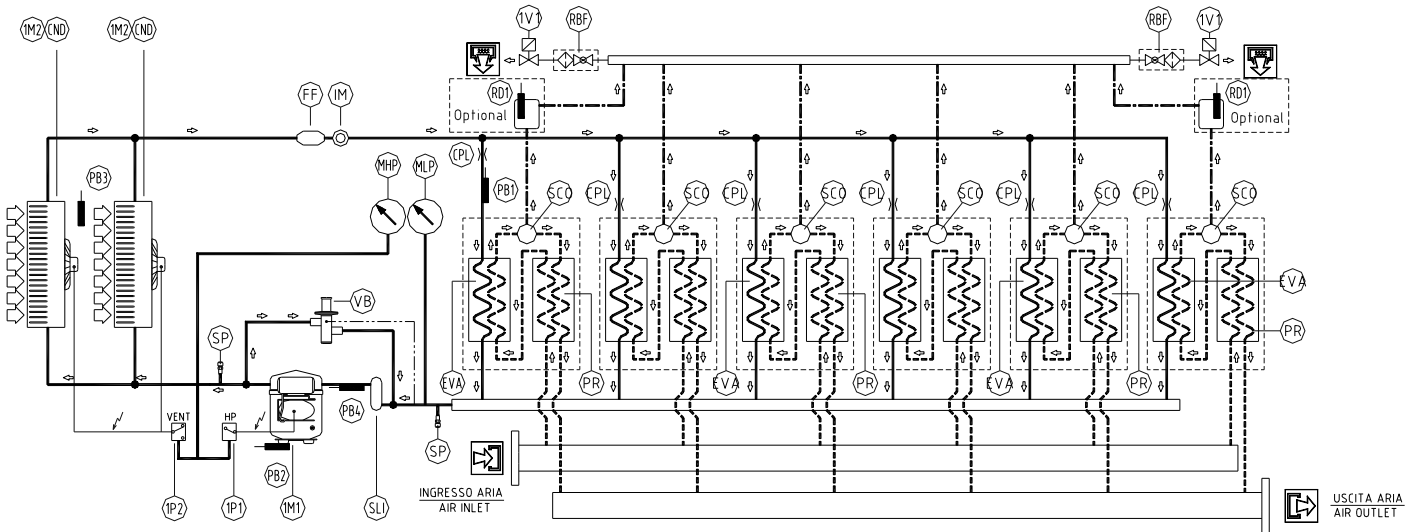 1V1
RBF
RBF
1V1
1M2
CND
1M2
CND
RD1
RD1
FF
IM
Optional
Optional
CPL
MHP
MLP
PB3
PB1
SCO
CPL
SCO
CPL
SCO
CPL
SCO
CPL
SCO
CPL
SCO
EVA
VB
PR
SP
EVA
PR
EVA
PR
EVA
PR
PB4
VENT
HP
SP
PB2
INGRESSO ARIA
AIR INLET
1P2
1P1
1M1
SLI
USCITA ARIA
AIR OUTLET